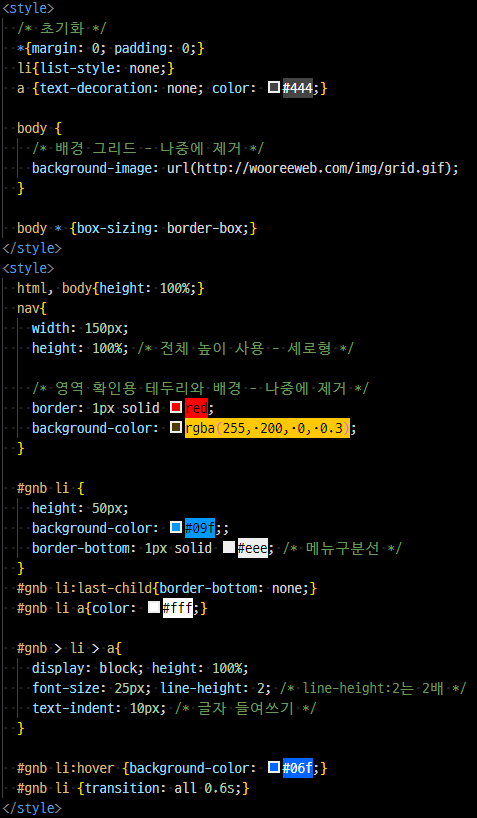 <style>
/* 초기화 */
*{margin: 0; padding: 0;}
li{list-style: none;}
a {text-decoration: none; color: #444;}
body {
/* 배경 그리드 - 나중에 제거 */
background-image: url(http://wooreeweb.com/img/grid.gif);
}
body * {box-sizing: border-box;}
</style>
<style>
html, body{height: 100%;}
nav{
width: 150px;
height: 100%; /* 전체 높이 사용 - 세로형 */
/* 영역 확인용 테두리와 배경 - 나중에 제거 */
border: 1px solid red;
background-color: rgba(255, 200, 0, 0.3);
}
#gnb li {
height: 50px;
background-color: #09f;;
border-bottom: 1px solid #eee; /* 메뉴구분선 */
}
#gnb li:last-child{border-bottom: none;}
#gnb li a{color: #fff;}
#gnb > li > a{
display: block; height: 100%;
font-size: 25px; line-height: 2; /* line-height:2는 2배 */
text-indent: 10px; /* 글자 들여쓰기 */
}
#gnb li:hover {background-color: #06f;}
#gnb li {transition: all 0.6s;}
</style>